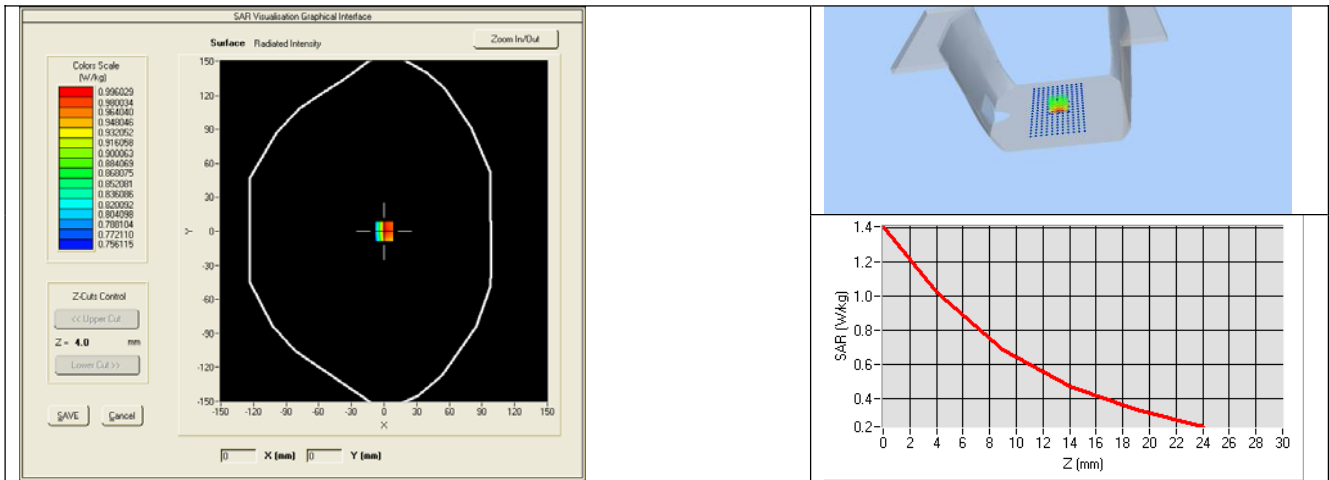 SAR Visualisation Graphical Interface
Surface Radiated Intensity
Zoom In/Out
Colors Scale
(W/kg)
0.996029
0.980034
0.964040
0.948046
0.932052
0.916058
0.900063
0.884069
0.868075
0.852081
0.836086
0.820092
0.804098
0.788104
0.772110
0.756115
Z-Cuts Control
<< Upper Cut
Z = 4.0 mm
Lower Cut >>
SAVE Cancel
150
120
90
60
30
0
-30
-60
-90
-120
-150
Y
-150 -120 -90 -60 -30 0 30 60 90 120 150
X
0 X (mm) 0 Y (mm)
1.4
1.2
1.0
0.8
0.6
0.4
0.2
SAR (W/kg)
0 2 4 6 8 10 12 14 16 18 20 22 24 26 28 30
Z (mm)